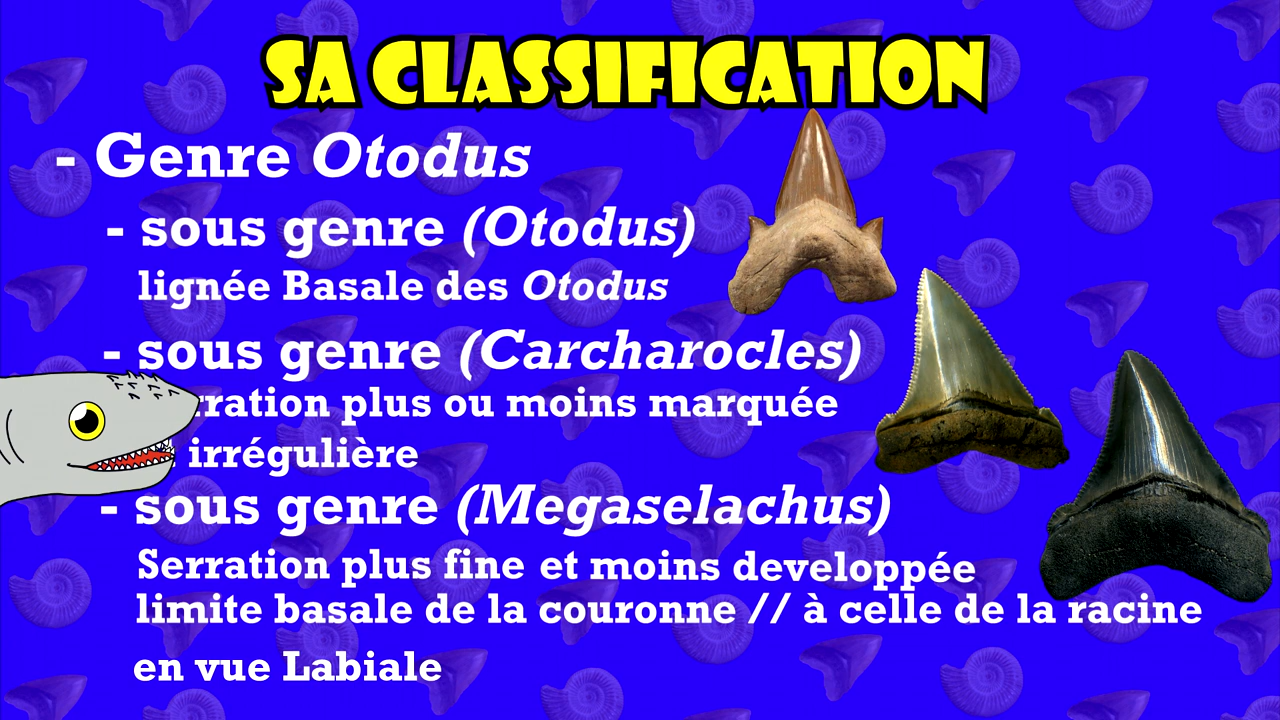 SA CLASSIFICATION
- Genre Otodus
- sous genre (Otodus)
lignée Basale des Otodus
- sous genre (Carcharocles)
rration plus ou moins marquée
irrégulière
- sous genre (Megaselachus)
Serration plus fine et moins developpée
limite basale de la couronne // à celle de la racine
en vue Labiale